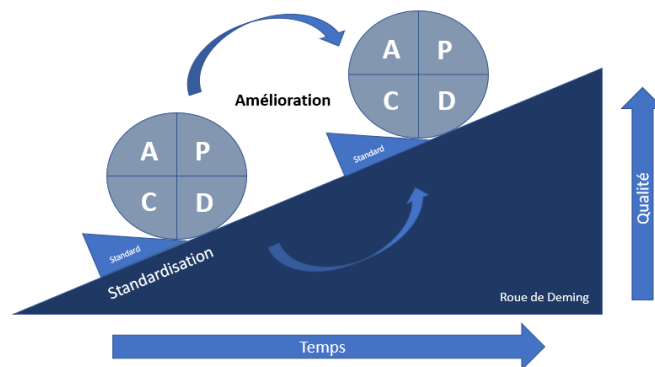 A P
C D
Amélioration
A P
C D
Standard
Standard
Standardisation
Qualité
Roue de Deming
Temps